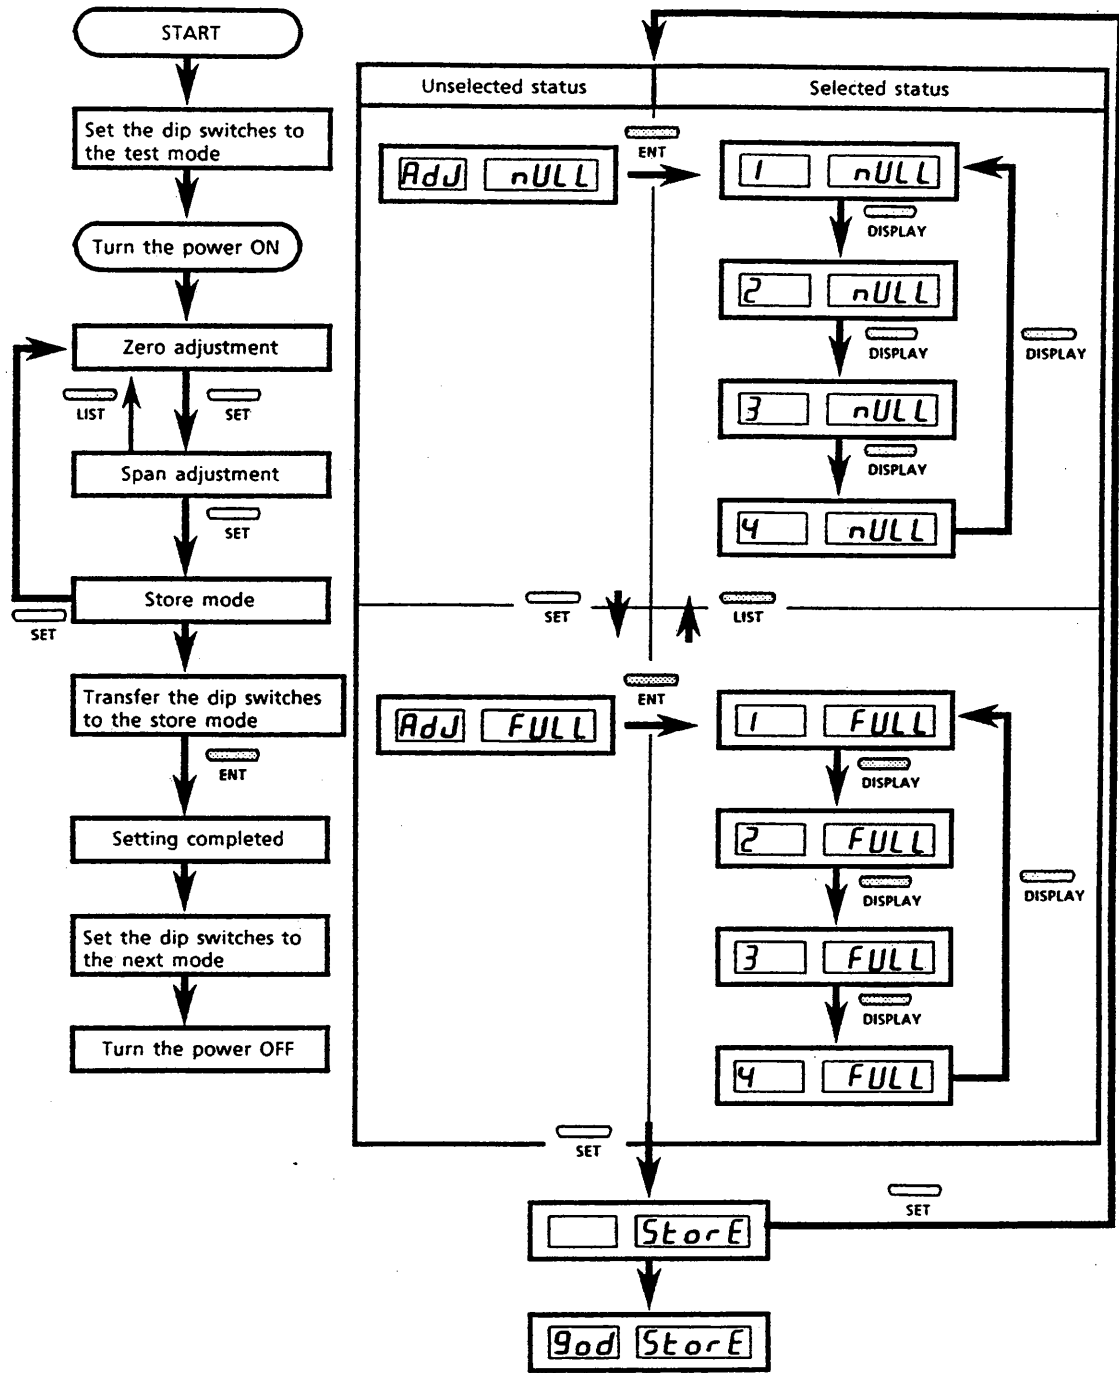 START
Set the dip switches to
the test mode
Turn the power ON
Zero adjustment
LIST
SET
Span adjustment
SET
Store mode
SET
Transfer the dip switches
to the store mode
ENT
Setting completed
Set the dip switches to
the next mode
Turn the power OFF
Unselected status
Selected status
AdJ nULL
ENT
1 nULL
DISPLAY
2 nULL
DISPLAY
DISPLAY
3 nULL
DISPLAY
4 nULL
SET
LIST
AdJ FULL
ENT
1 FULL
DISPLAY
2 FULL
DISPLAY
DISPLAY
3 FULL
DISPLAY
4 FULL
SET
StorE
SET
god StorE